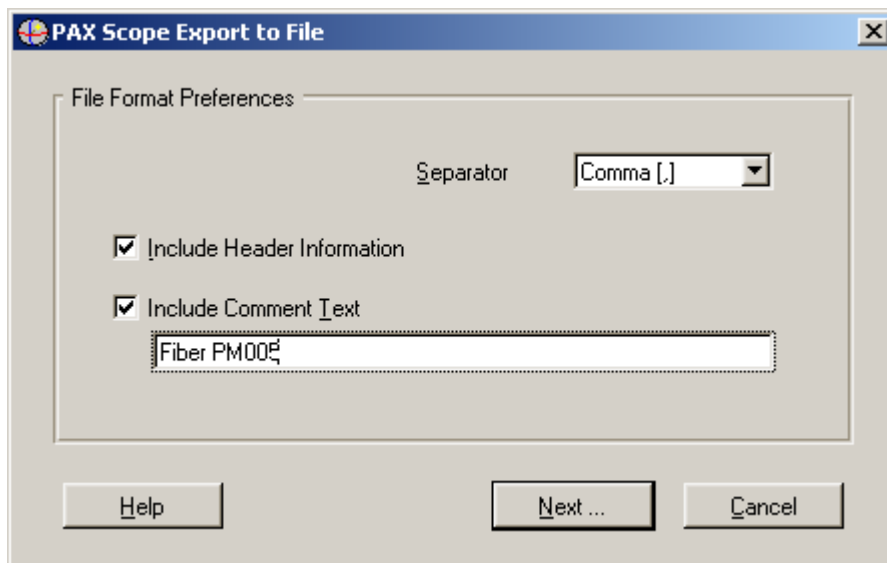 PAX Scope Export to File
File Format Preferences
Separator
Comma [,]
Include Header Information
Include Comment Text
Fiber PM005
Help
Next ...
Cancel